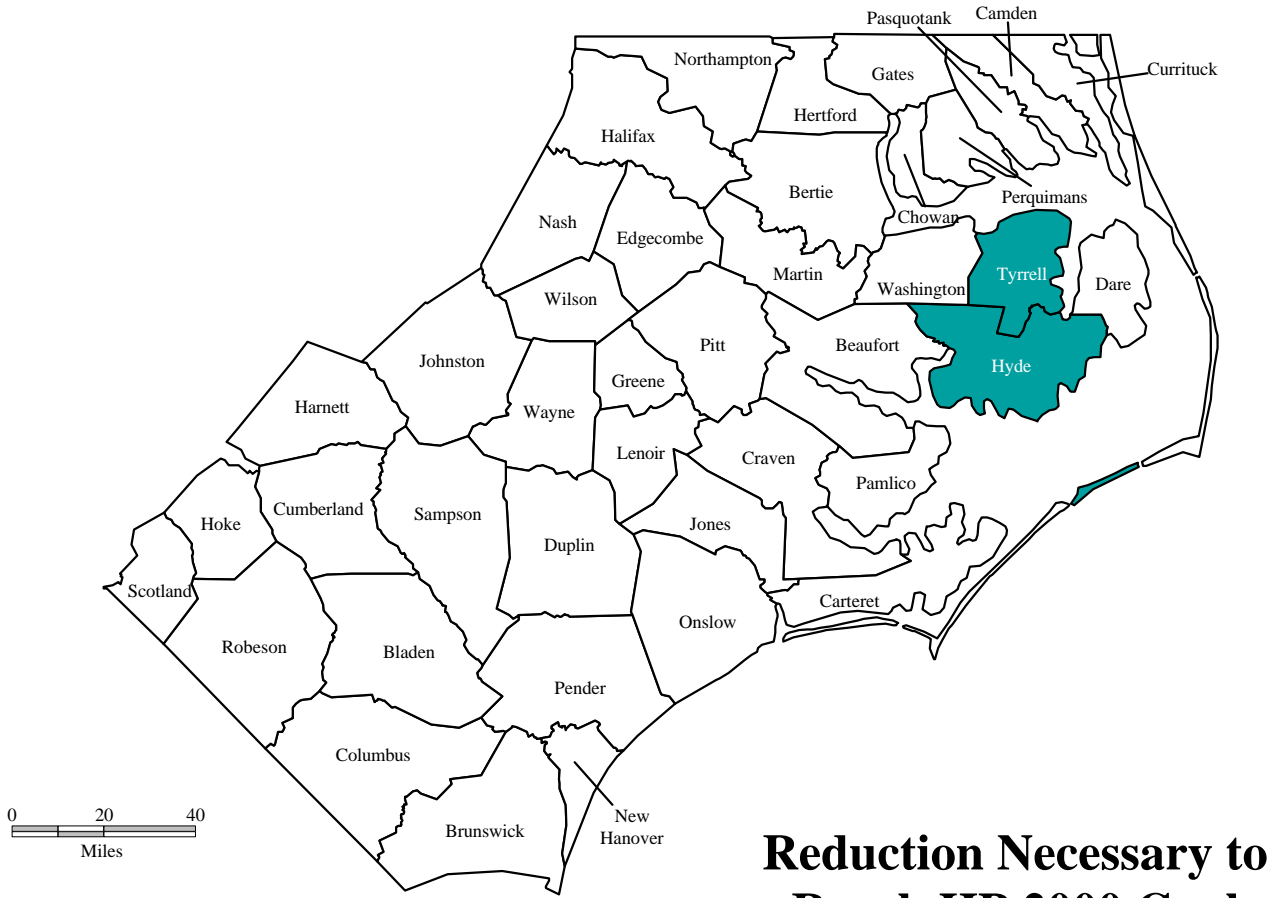 Pasquotank
Camden
Northampton
Gates
Currituck
Hertford
Halifax
Bertie
Perquimans
Nash
Chowan
Edgecombe
Martin
Tyrrell
Dare
Washington
Wilson
Pitt
Beaufort
Johnston
Hyde
Greene
Harnett
Wayne
Lenoir
Craven
Pamlico
Cumberland
Sampson
Hoke
Jones
Duplin
Scotland
Carteret
Onslow
Robeson
Bladen
Pender
Columbus
0 20 40
Miles
New
Hanover
Brunswick
Reduction Necessary to